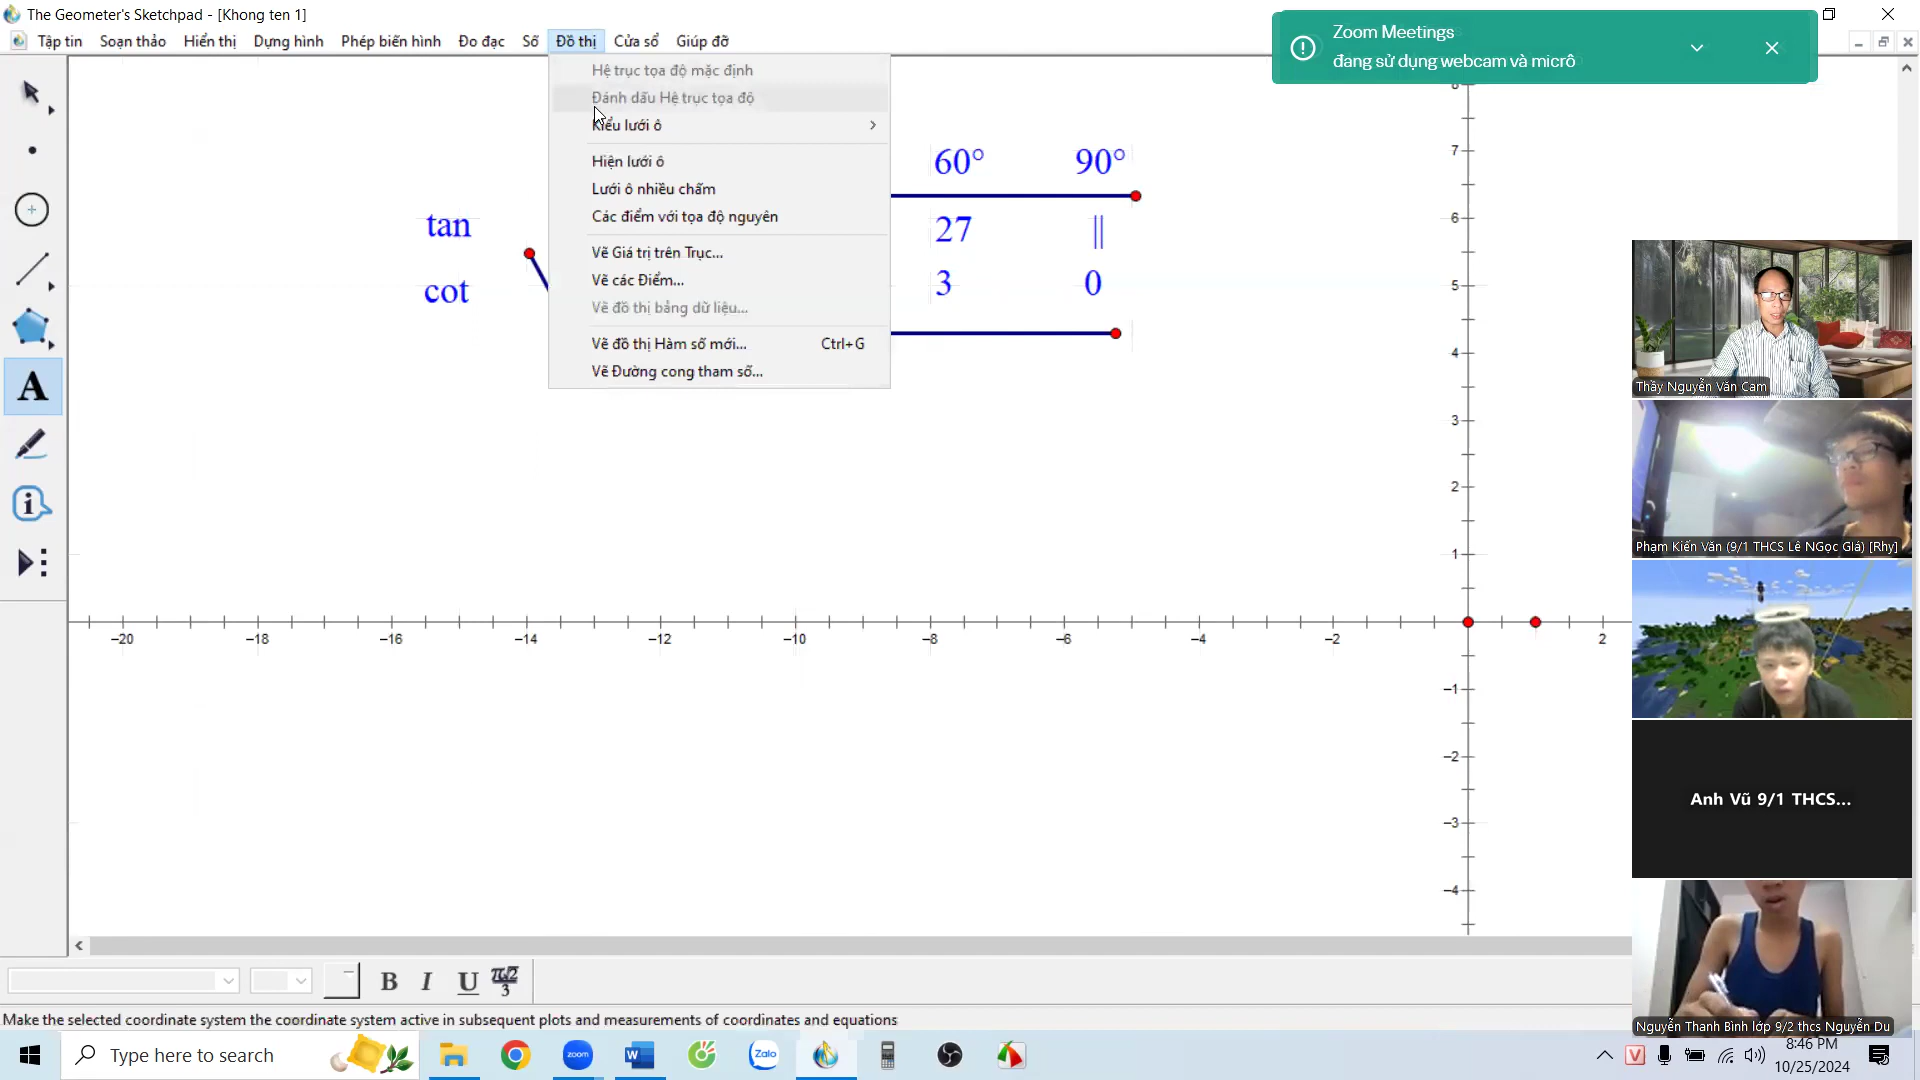 The Geometer's Sketchpad - [Khong ten 1]
Tập tin Soạn thảo Hiển thị Dựng hình Phép biến hình Đo đạc Số Đồ thị Cửa sổ Giúp đỡ
Zoom Meetings
đang sử dụng webcam và micrô
Hệ trục tọa độ mặc định
Đánh dấu Hệ trục tọa độ
Kiểu lưới ô
Hiện lưới ô
Lưới ô nhiều chấm
Các điểm với tọa độ nguyên
Vẽ Giá trị trên Trục...
Vẽ các Điểm...
Vẽ đồ thị bảng dữ liệu...
Vẽ đồ thị Hàm số mới... Ctrl+G
Vẽ Đường cong tham số...
60° 90°
tan 27 ||
cot 3 0
8
7
6
5
4
3
2
1
-20 -18 -16 -14 -12 -10 -8 -6 -4 -2 2
-1
-2
-3
-4
A
Thầy Nguyễn Văn Cam
Phạm Kiến Văn (9/1 THCS Lê NGọc GIá) [Rhy]
Anh Vũ 9/1 THCS...
Nguyễn Thanh Bình lớp 9/2 thcs Nguyễn Du
B I U
Make the selected coordinate system the coordinate system active in subsequent plots and measurements of coordinates and equations
Type here to search
zoom
Zalo
8:46 PM
10/25/2024